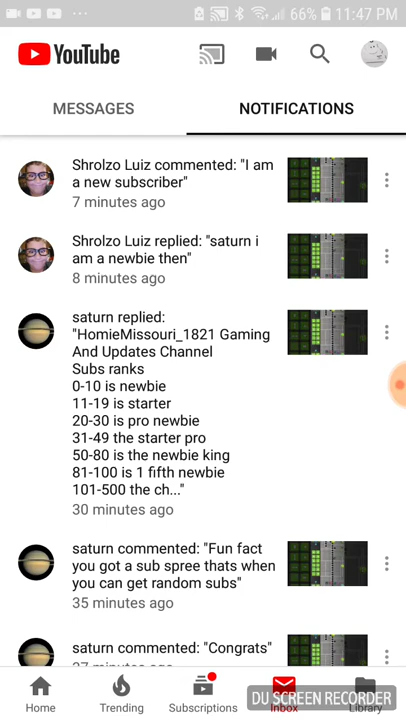 66% 11:47 PM
YouTube
MESSAGES NOTIFICATIONS
Shrolzo Luiz commented: "I am
a new subscriber"
7 minutes ago
Shrolzo Luiz replied: "saturn i
am a newbie then"
8 minutes ago
saturn replied:
"HomieMissouri_1821 Gaming
And Updates Channel
Subs ranks
0-10 is newbie
11-19 is starter
20-30 is pro newbie
31-49 the starter pro
50-80 is the newbie king
81-100 is 1 fifth newbie
101-500 the ch..."
30 minutes ago
saturn commented: "Fun fact
you got a sub spree thats when
you can get random subs"
35 minutes ago
saturn commented: "Congrats"
37 minutes ago
Home Trending Subscriptions Inbox Library
DU SCREEN RECORDER